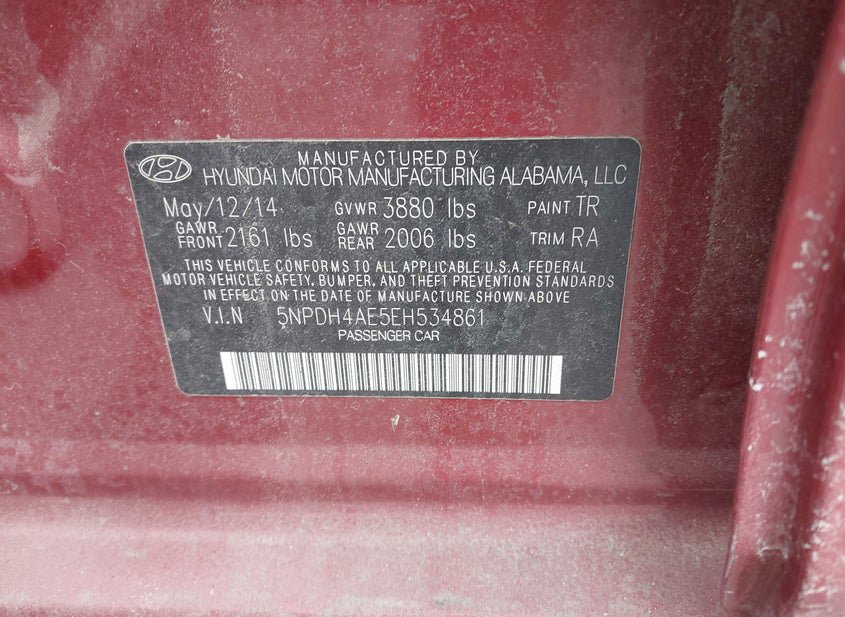 MANUFACTURED BY
HYUNDAI MOTOR MANUFACTURING ALABAMA, LLC
May/12/14 GVWR 3880 lbs PAINT TR
GAWR FRONT 2161 lbs GAWR REAR 2006 lbs TRIM RA
THIS VEHICLE CONFORMS TO ALL APPLICABLE U.S.A. FEDERAL
MOTOR VEHICLE SAFETY, BUMPER, AND THEFT PREVENTION STANDARDS
IN EFFECT ON THE DATE OF MANUFACTURE SHOWN ABOVE
V.I.N 5NPDH4AE5EH534861
PASSENGER CAR